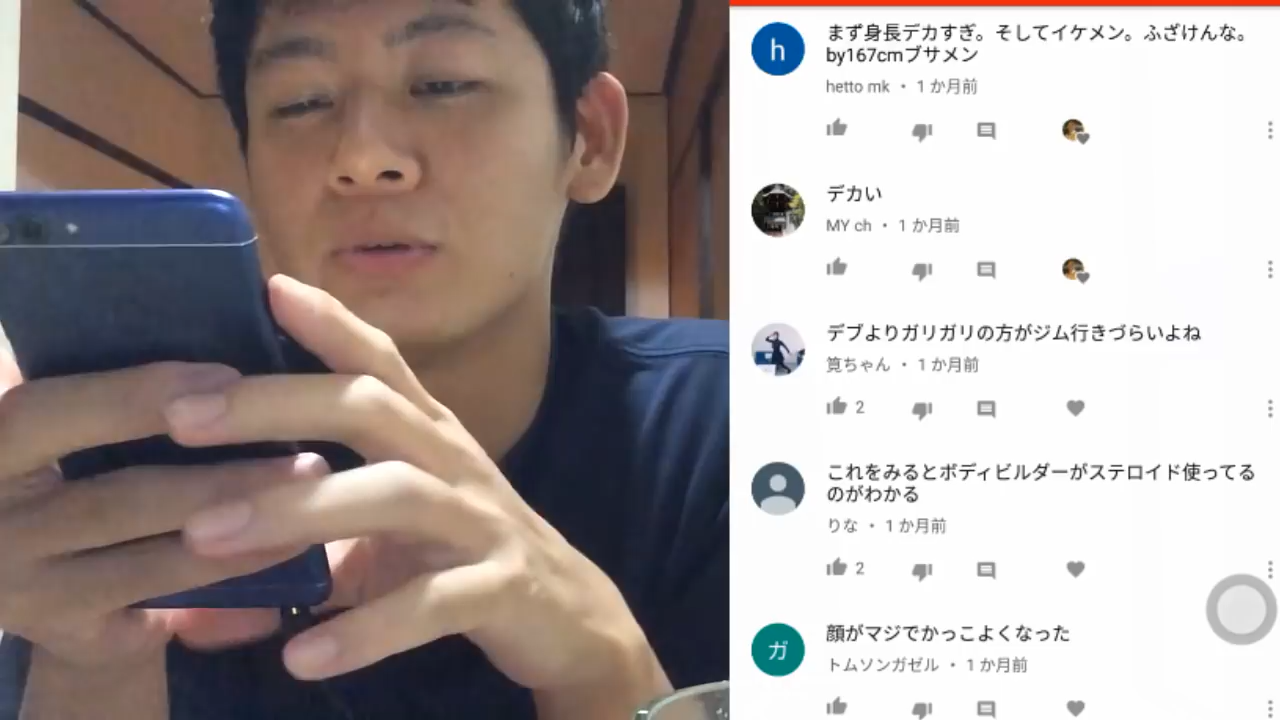 まず身長デカすぎ。そしてイケメン。ふざけんな。
by167cmブサメン
hetto mk ・ 1 か月前
h
デカい
MY ch ・ 1 か月前
デブよりガリガリの方がジム行きづらいよね
筧ちゃん ・ 1 か月前
2
これをみるとボディビルダーがステロイド使ってる
のがわかる
りな ・ 1 か月前
2
顔がマジでかっこよくなった
ガ
トムソンガゼル ・ 1 か月前